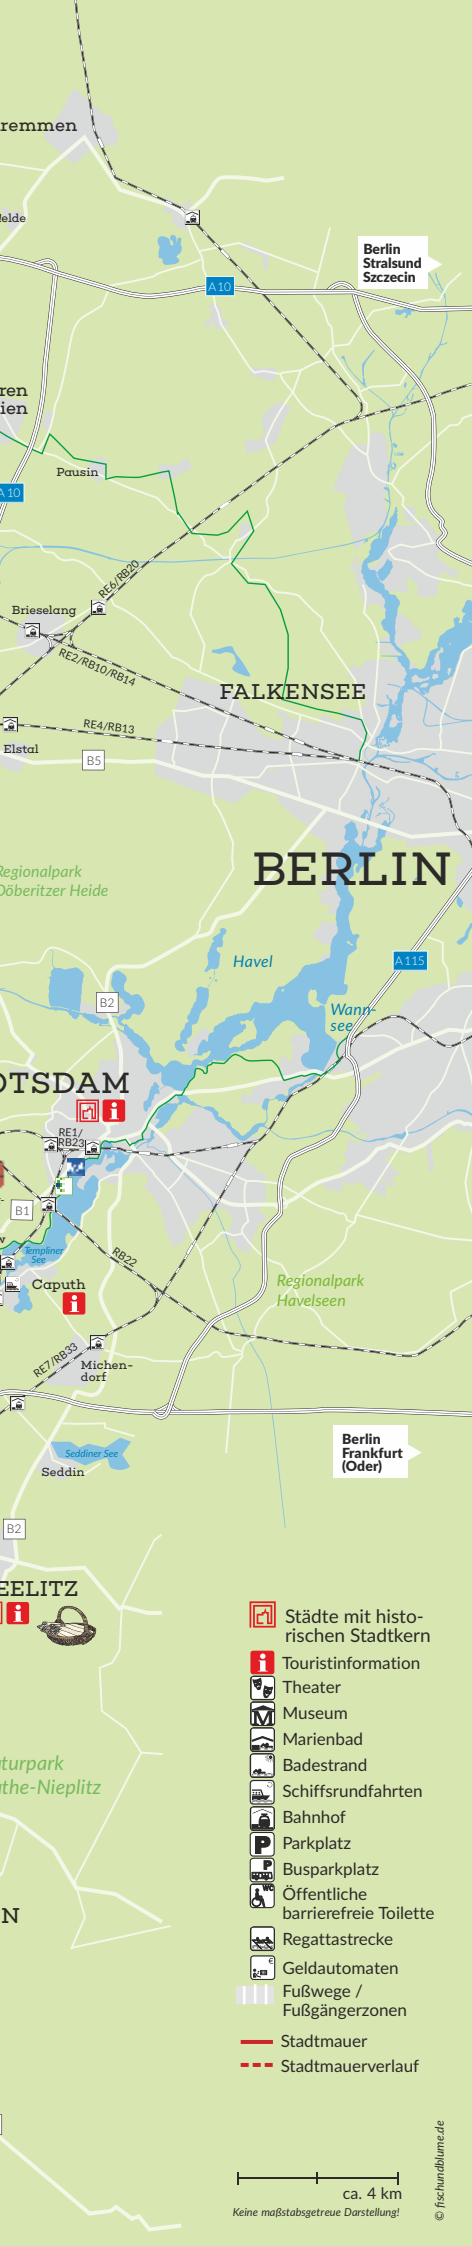 remmen
elde
Berlin
Stralsund
Szczecin
A10
ren
ien
Pausin
A 10
RE6/RB20
Brieselang
RE2/RB10/RB14
FALKENSEE
RE4/RB13
Elstal
B5
BERLIN
Regionalpark
Döberitzer Heide
Havel
A115
B2
Wann-
see
OTSDAM
RE1/
RB23
B1
w
Templiner
See
RB22
Caputh
Regionalpark
Havelseen
RE7/RB33
Michen-
dorf
Berlin
Frankfurt
(Oder)
Seddiner See
Seddin
B2
EELITZ
Städte mit histo-
rischen Stadtkern
Touristinformation
Theater
Museum
Marienbad
Badestrand
Schiffsrundfahrten
Bahnhof
Parkplatz
Busparkplatz
Öffentliche
barrierefreie Toilette
Regattastrecke
Geldautomaten
Fußwege /
Fußgängerzonen
Stadtmauer
Stadtmauerverlauf
turpark
the-Nieplitz
N
ca. 4 km
Keine maßstabsgetreue Darstellung!
© fischundblume.de